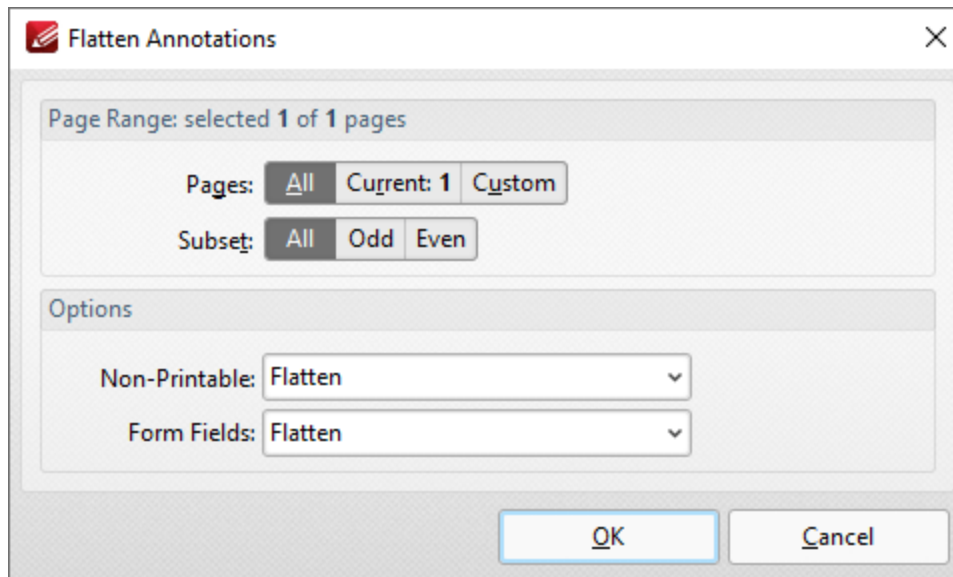 Flatten Annotations
Page Range: selected 1 of 1 pages
Pages: All Current: 1 Custom
Subset: All Odd Even
Options
Non-Printable: Flatten
Form Fields: Flatten
OK Cancel